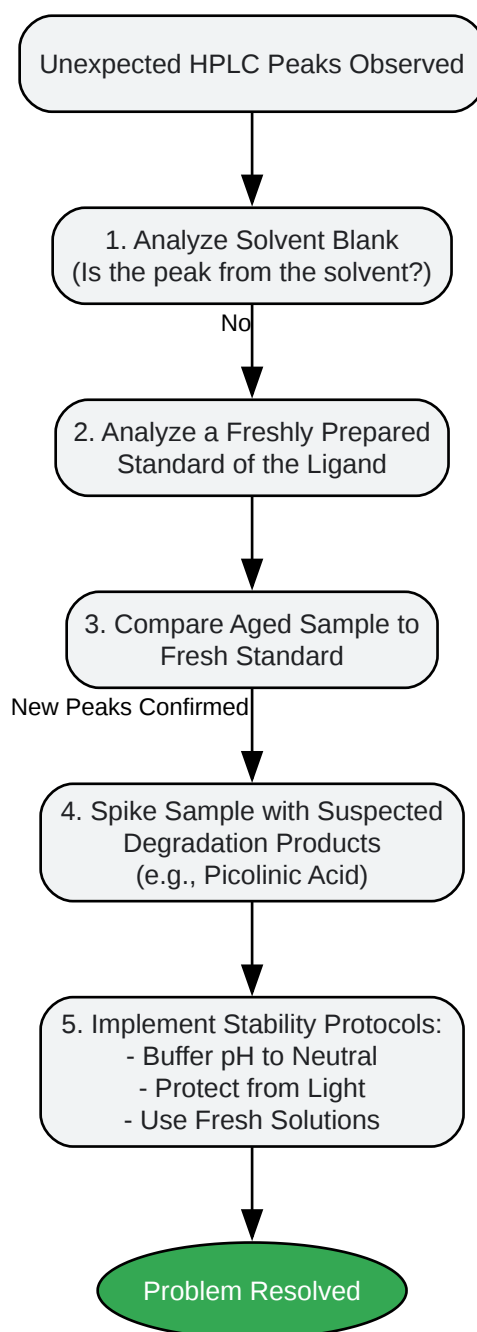 Unexpected HPLC Peaks Observed
1. Analyze Solvent Blank
(Is the peak from the solvent?)
No
2. Analyze a Freshly Prepared
Standard of the Ligand
3. Compare Aged Sample to
Fresh Standard
New Peaks Confirmed
4. Spike Sample with Suspected
Degradation Products
(e.g., Picolinic Acid)
5. Implement Stability Protocols:
- Buffer pH to Neutral
- Protect from Light
- Use Fresh Solutions
Problem Resolved